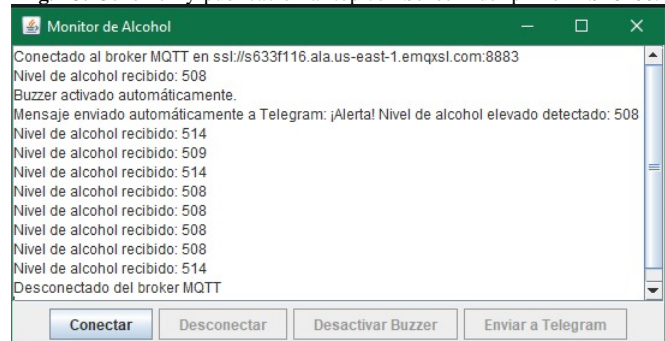 Monitor de Alcohol
Conectado al broker MQTT en ssl://s633f116.ala.us-east-1.emqxsl.com:8883
Nivel de alcohol recibido: 508
Buzzer activado automáticamente.
Mensaje enviado automáticamente a Telegram: ¡Alerta! Nivel de alcohol elevado detectado: 508
Nivel de alcohol recibido: 514
Nivel de alcohol recibido: 509
Nivel de alcohol recibido: 514
Nivel de alcohol recibido: 508
Nivel de alcohol recibido: 508
Nivel de alcohol recibido: 508
Nivel de alcohol recibido: 508
Nivel de alcohol recibido: 514
Desconectado del broker MQTT
Conectar Desconectar Desactivar Buzzer Enviar a Telegram